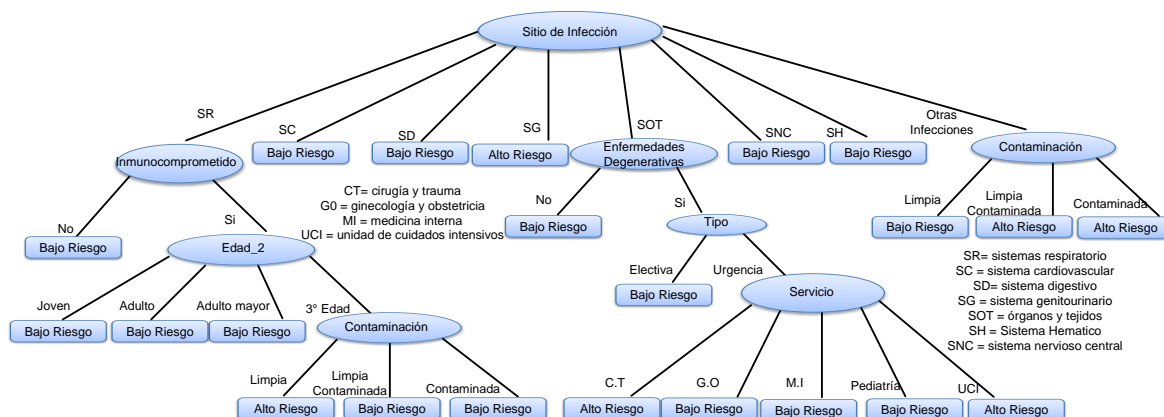 Sitio de Infección
SR
SC
SD
SG
SOT
SNC
SH
Otras
Infecciones
Inmunocomprometido
Bajo Riesgo
Bajo Riesgo
Alto Riesgo
Enfermedades
Degenerativas
Bajo Riesgo
Bajo Riesgo
Contaminación
No
Si
CT= cirugía y trauma
G0 = ginecología y obstetricia
MI = medicina interna
UCI = unidad de cuidados intensivos
No
Si
Limpia
Limpia
Contaminada
Contaminada
Bajo Riesgo
Edad_2
Bajo Riesgo
Tipo
Bajo Riesgo
Alto Riesgo
Alto Riesgo
SR= sistemas respiratorio
SC = sistema cardiovascular
SD= sistema digestivo
SG = sistema genitourinario
SOT = órganos y tejidos
SH = Sistema Hematico
SNC = sistema nervioso central
Joven
Adulto
Adulto mayor
3° Edad
Electiva
Urgencia
Bajo Riesgo
Bajo Riesgo
Bajo Riesgo
Contaminación
Bajo Riesgo
Servicio
Limpia
Limpia
Contaminada
Contaminada
C.T
G.O
M.I
Pediatría
UCI
Alto Riesgo
Bajo Riesgo
Bajo Riesgo
Alto Riesgo
Bajo Riesgo
Bajo Riesgo
Bajo Riesgo
Alto Riesgo